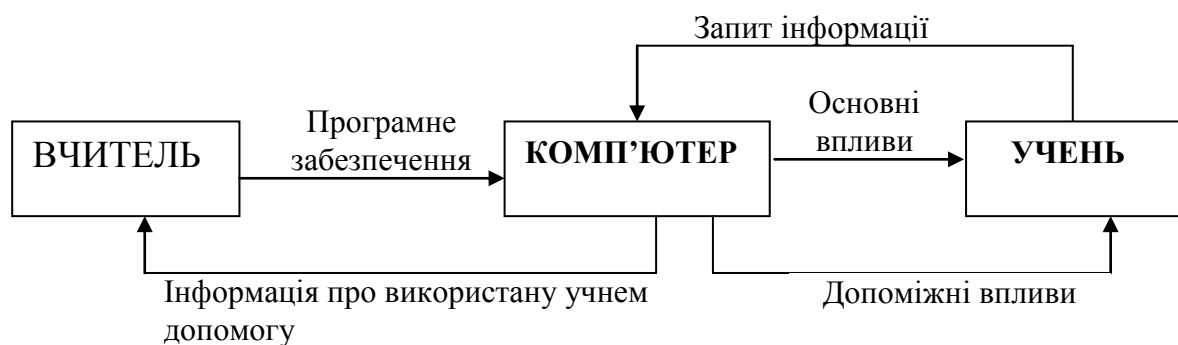 Запит інформації
Програмне
забезпечення
Основні
впливи
ВЧИТЕЛЬ
КОМП’ЮТЕР
УЧЕНЬ
Інформація про використану учнем
допомогу
Допоміжні впливи